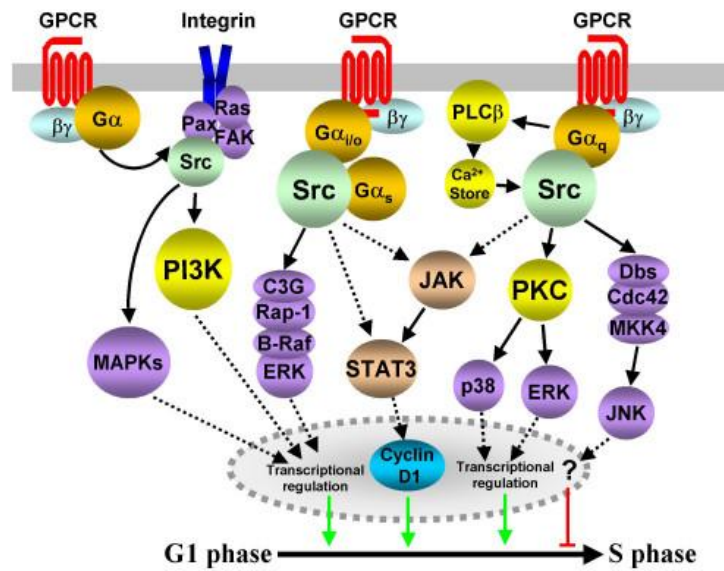 GPCR
Integrin
GPCR
GPCR
βγ
Gα
Pax
Ras
FAK
Src
Gαi/o
βγ
Src
Gαs
PLCβ
Ca²⁺
Store
Gαq
βγ
Src
PI3K
MAPKs
C3G
Rap-1
B-Raf
ERK
JAK
STAT3
PKC
p38
ERK
Dbs
Cdc42
MKK4
JNK
Transcriptional
regulation
Cyclin
D1
Transcriptional
regulation
?
G1 phase
S phase